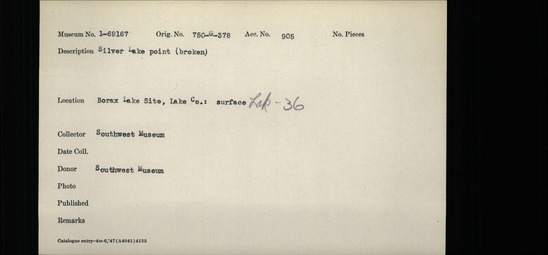 Museum No. 1-69167 Orig. No. 750-G-378 Acc. No. 905 No. Pieces
Description Silver Lake point (broken)
Location Borax Lake Site, Lake Co.: surface Lak-36
Collector Southwest Museum
Date Coll.
Donor Southwest Museum
Photo
Published
Remarks
Catalogue entry-4m-6,'47(A4041)4135